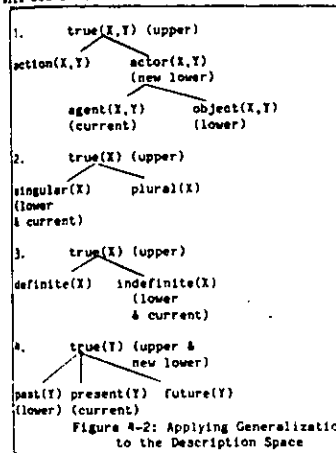 1. true(X,Y) (upper)
action(X,Y) actor(X,Y)
(new lower)
agent(X,Y) object(X,Y)
(current) (lower)
2. true(X) (upper)
singular(X) plural(X)
(lower
& current)
3. true(X) (upper)
definite(X) indefinite(X)
(lower
& current)
4. true(Y) (upper &
new lower)
past(Y) present(Y) future(Y)
(lower) (current)
Figure 4-2: Applying Generalizatio
to the Description Space